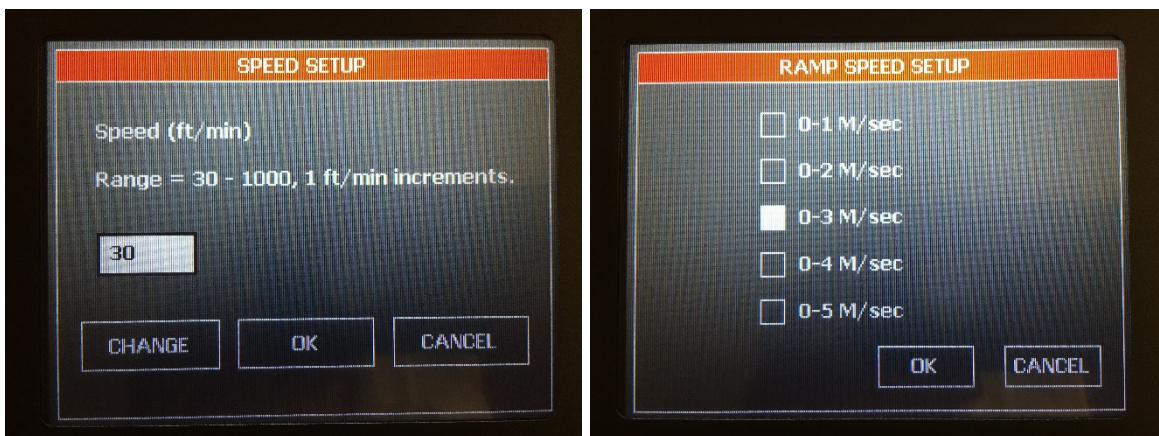 SPEED SETUP
Speed (ft/min)
Range = 30 - 1000, 1 ft/min increments.
30
CHANGE
OK
CANCEL
RAMP SPEED SETUP
0-1 M/sec
0-2 M/sec
0-3 M/sec
0-4 M/sec
0-5 M/sec
OK
CANCEL